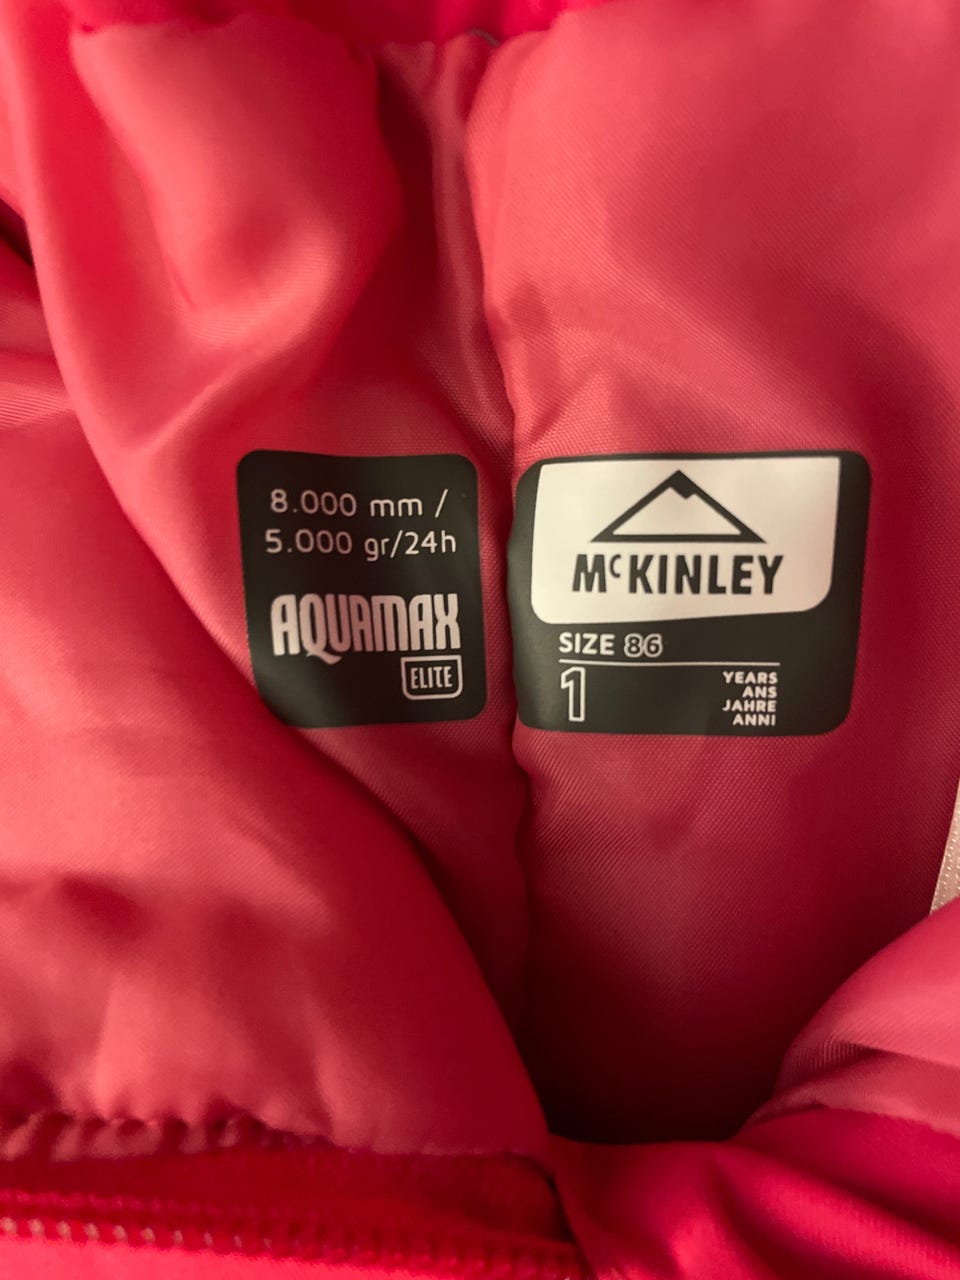 8.000 mm /
5.000 gr/24h
AQUAMAX
ELITE
McKINLEY
SIZE 86
1
YEARS
ANS
JAHRE
ANNI